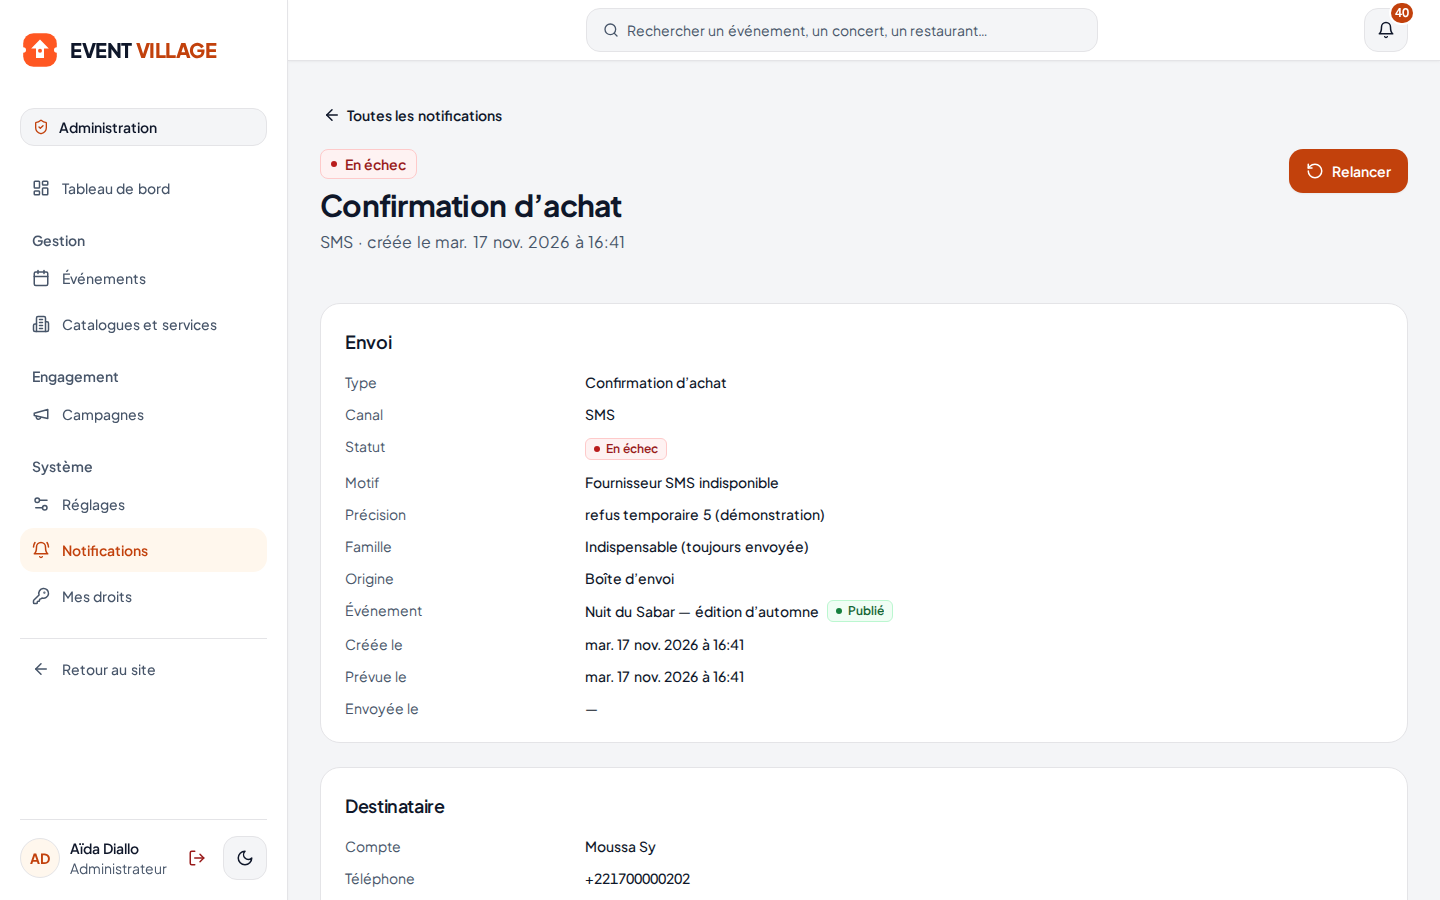 EVENT VILLAGE
Rechercher un événement, un concert, un restaurant…
40
Administration
Tableau de bord
Gestion
Événements
Catalogues et services
Engagement
Campagnes
Système
Réglages
Notifications
Mes droits
Retour au site
AD
Aïda Diallo
Administrateur
Toutes les notifications
En échec
Relancer
Confirmation d’achat
SMS · créée le mar. 17 nov. 2026 à 16:41
Envoi
Type Confirmation d’achat
Canal SMS
Statut En échec
Motif Fournisseur SMS indisponible
Précision refus temporaire 5 (démonstration)
Famille Indispensable (toujours envoyée)
Origine Boîte d’envoi
Événement Nuit du Sabar — édition d’automne Publié
Créée le mar. 17 nov. 2026 à 16:41
Prévue le mar. 17 nov. 2026 à 16:41
Envoyée le —
Destinataire
Compte Moussa Sy
Téléphone +221700000202